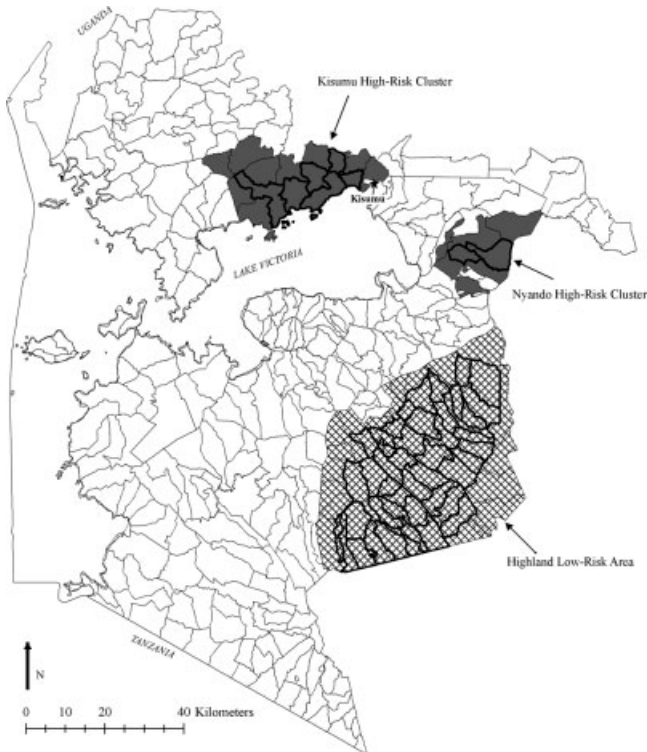 UGANDA
Kisumu High-Risk Cluster
Kisumu
LAKE VICTORIA
Nyando High-Risk Cluster
Highland Low-Risk Area
TANZANIA
N
0 10 20 40 Kilometers